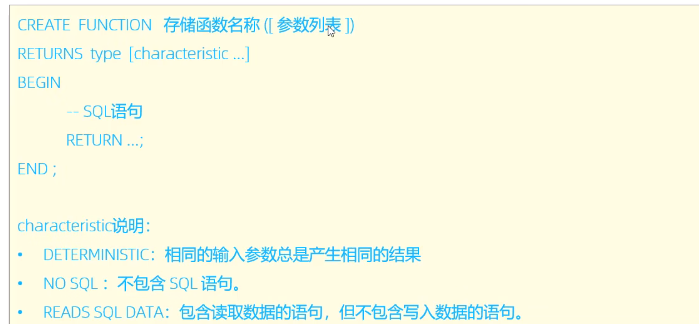 CREATE FUNCTION 存储函数名称 ([ 参数列表 ])
RETURNS type [characteristic ...]
BEGIN
-- SQL语句
RETURN ...;
END ;
characteristic说明：
• DETERMINISTIC：相同的输入参数总是产生相同的结果
• NO SQL ：不包含 SQL 语句。
• READS SQL DATA：包含读取数据的语句，但不包含写入数据的语句。